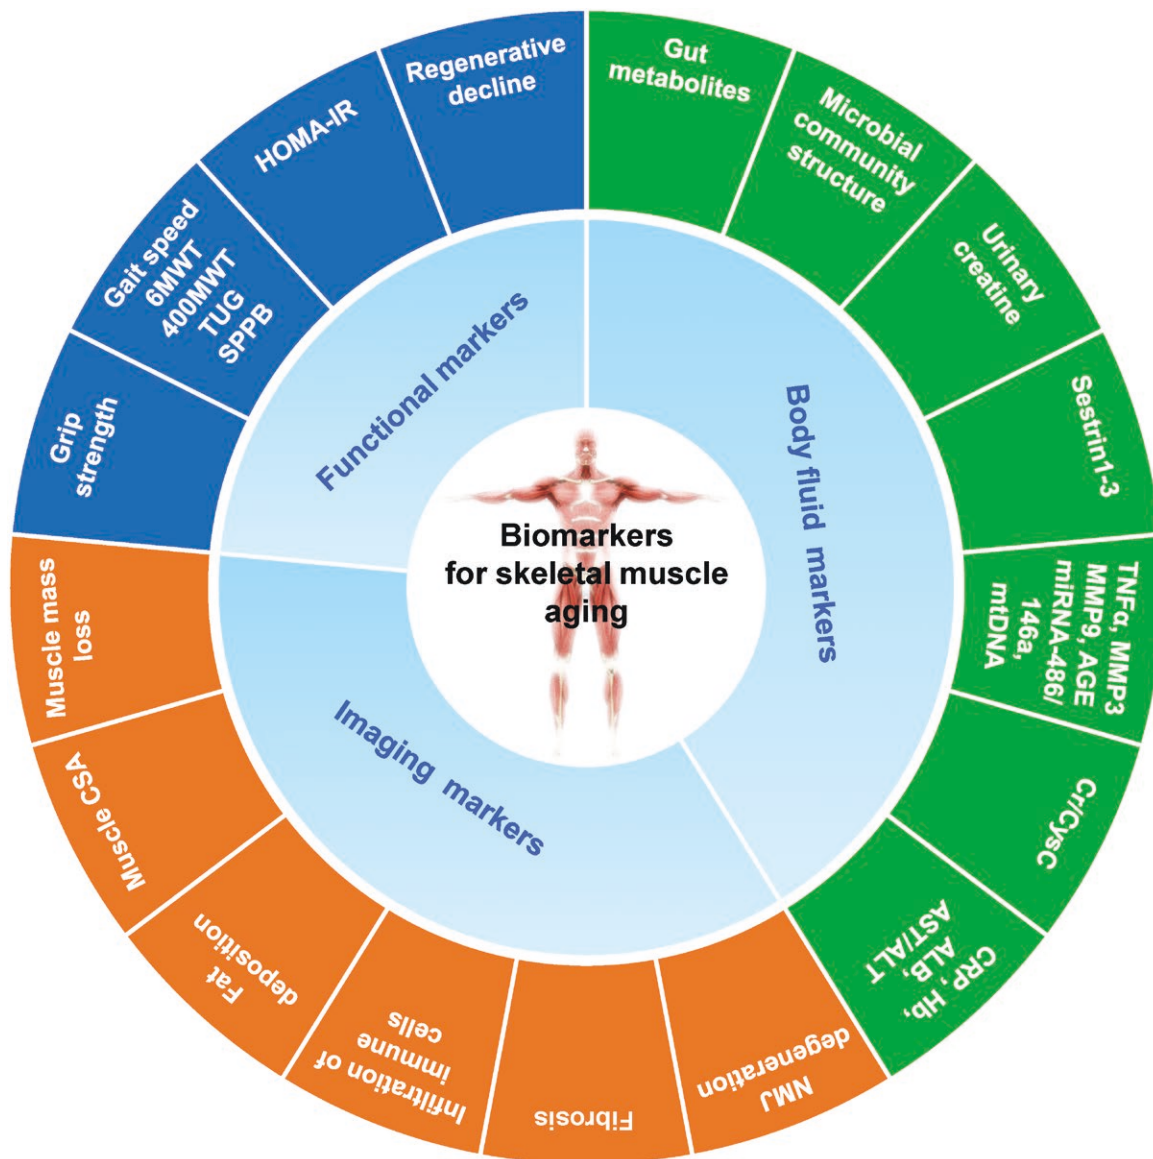 Biomarkers
for skeletal muscle
aging
Functional markers
Body fluid markers
Imaging markers
Gut
metabolites
Microbial
community
structure
Urinary
creatine
Sestrin1-3
TNFα, MMP3
MMP9, AGE
miRNA-486/
146a,
mtDNA
Cr/CysC
CRP, Hb,
ALB,
AST/ALT
NMJ
degeneration
Fibrosis
Infiltration of
immune
cells
Fat
deposition
Muscle CSA
Muscle mass
loss
Grip
strength
Gait speed
6MWT
400MWT
TUG
SPPB
HOMA-IR
Regenerative
decline